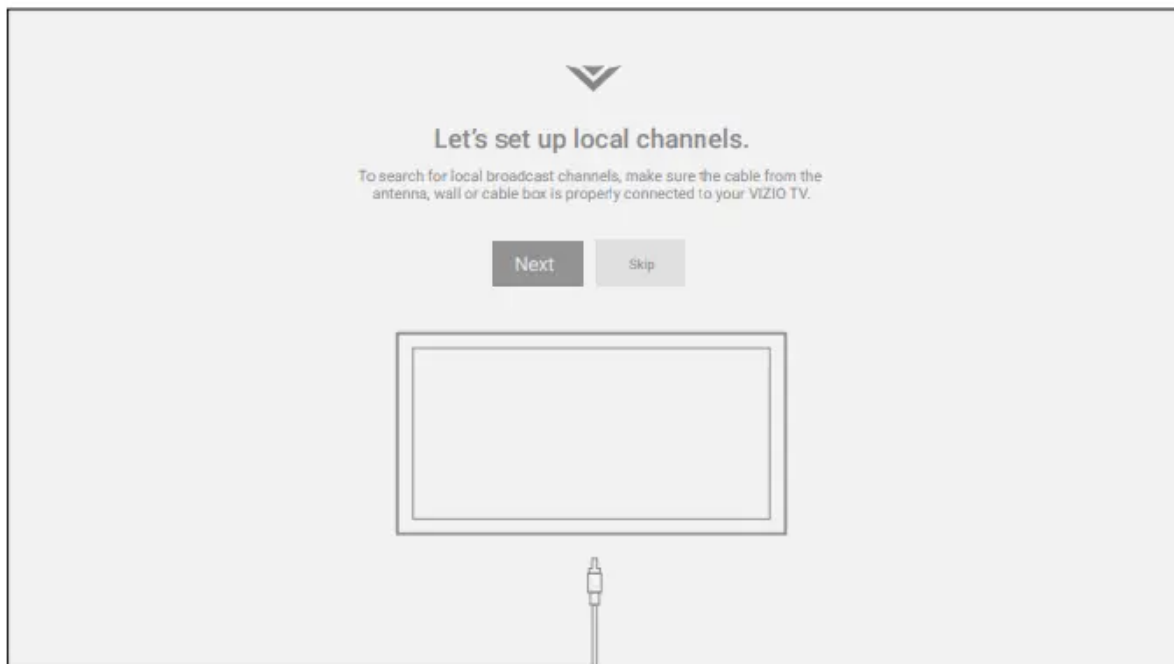 Let's set up local channels.
To search for local broadcast channels, make sure the cable from the
antenna, wall or cable box is properly connected to your VIZIO TV.
Next Skip